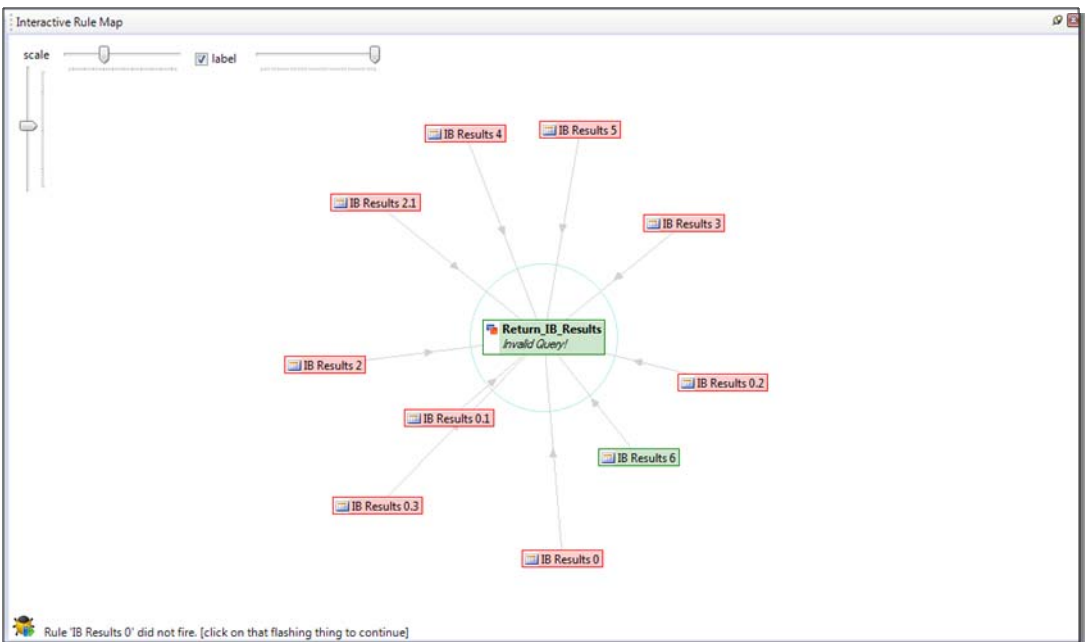 Interactive Rule Map
scale
label
IB Results 4
IB Results 5
IB Results 2.1
IB Results 3
Return_IB_Results
Invalid Query!
IB Results 2
IB Results 0.2
IB Results 0.1
IB Results 6
IB Results 0.3
IB Results 0
Rule 'IB Results 0' did not fire. [click on that flashing thing to continue]